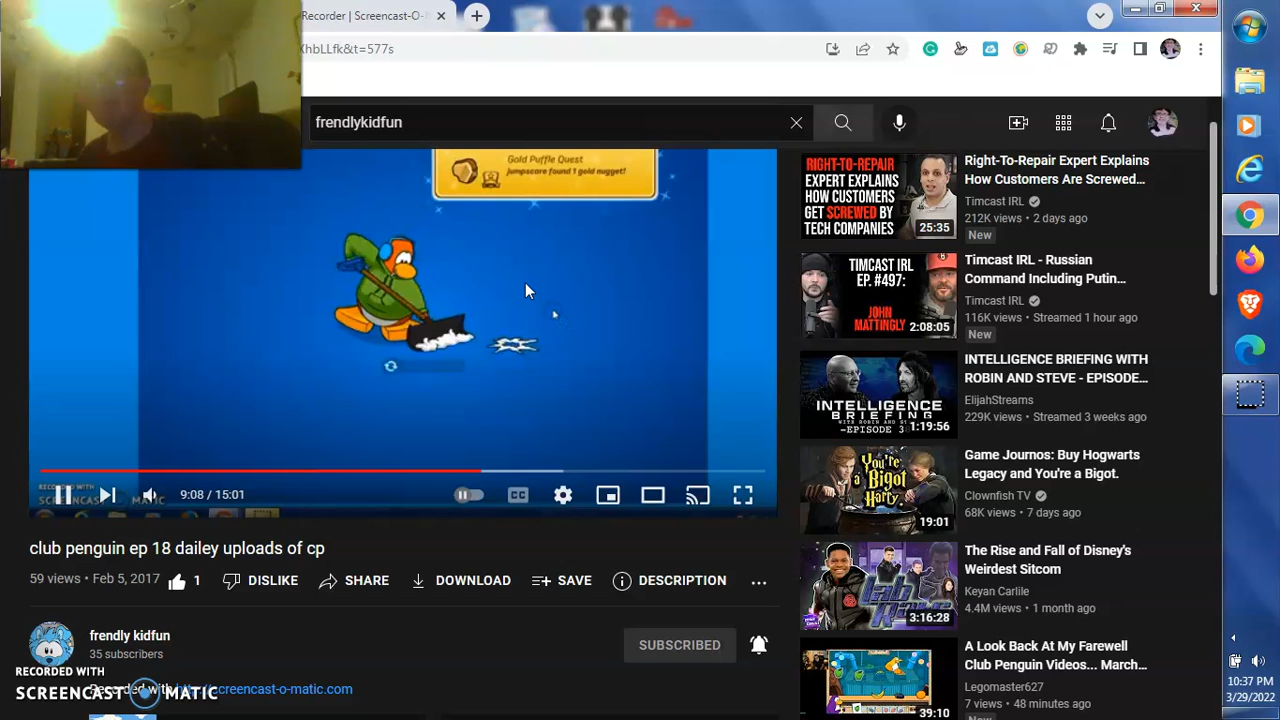 Recorder | Screencast-O-
XhbLLfk&t=577s
frendlykidfun
Gold Puffle Quest
Jumpscare found 1 gold nugget!
9:08 / 15:01
CC
club penguin ep 18 dailey uploads of cp
59 views • Feb 5, 2017
1
DISLIKE
SHARE
DOWNLOAD
SAVE
DESCRIPTION
frendly kidfun
35 subscribers
SUBSCRIBED
RECORDED WITH
SCREENCAST MATIC
screencast-o-matic.com
RIGHT-TO-REPAIR
EXPERT EXPLAINS
HOW CUSTOMERS
GET SCREWED BY
TECH COMPANIES
25:35
Right-To-Repair Expert Explains
How Customers Are Screwed...
Timcast IRL
212K views • 2 days ago
New
TIMCAST IRL
EP. #497:
JOHN
MATTINGLY
2:08:05
Timcast IRL - Russian
Command Including Putin...
Timcast IRL
116K views • Streamed 1 hour ago
New
INTELLIGENCE
BRIEFING
1:19:56
INTELLIGENCE BRIEFING WITH
ROBIN AND STEVE - EPISODE...
ElijahStreams
229K views • Streamed 3 weeks ago
You're
a Bigot
Harry
19:01
Game Journos: Buy Hogwarts
Legacy and You're a Bigot.
Clownfish TV
68K views • 7 days ago
LAB
RATS
3:16:28
The Rise and Fall of Disney's
Weirdest Sitcom
Keyan Carlile
4.4M views • 1 month ago
39:10
A Look Back At My Farewell
Club Penguin Videos... March...
Legomaster627
7 views • 48 minutes ago
New
10:37 PM
3/29/2022